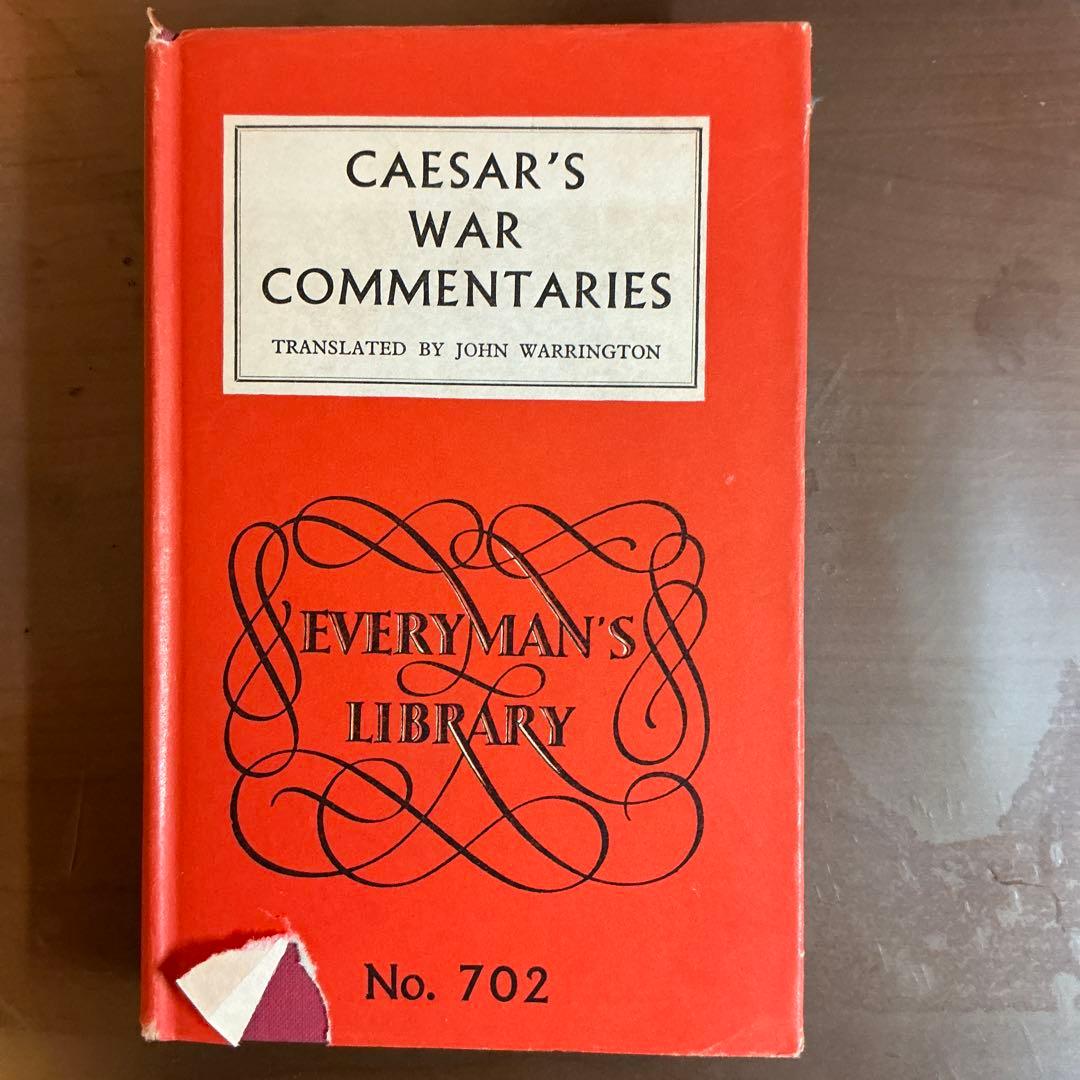 CAESAR'S
WAR
COMMENTARIES
TRANSLATED BY JOHN WARRINGTON
EVERYMAN'S
LIBRARY
No. 702